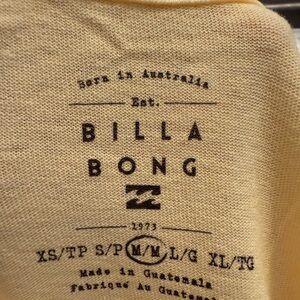 Born in Australia
Est.
BILLA
BONG
1973
XS/TP S/P M/M L/G XL/TG
Made in Guatemala
Fabriqué Au Guatemala